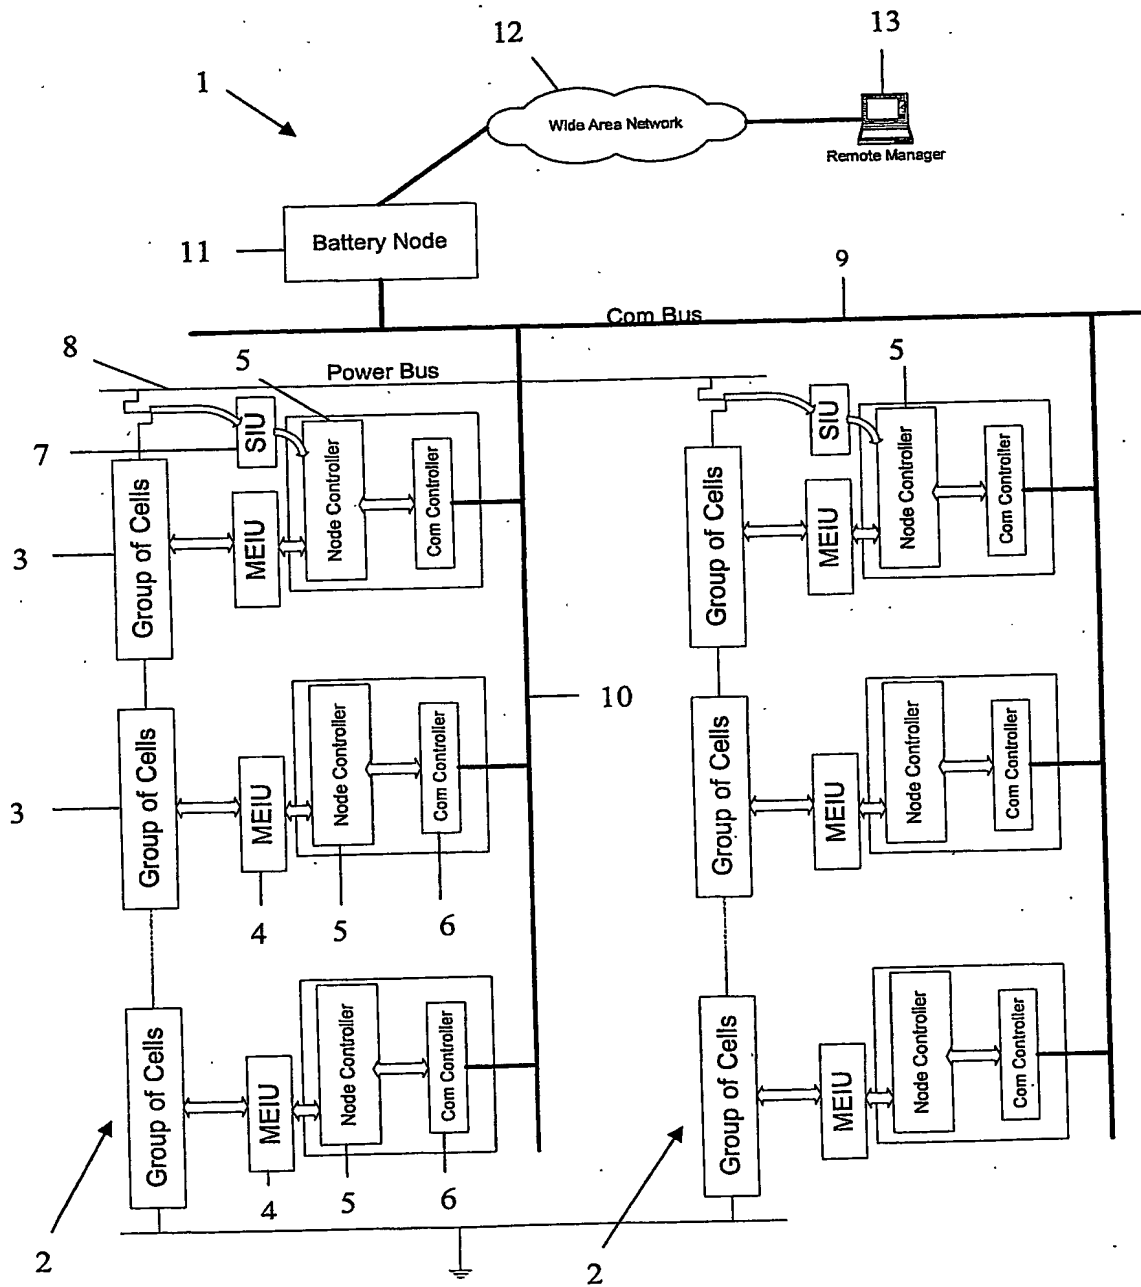 12
13
1
Wide Area Network
Remote Manager
11
Battery Node
9
Com Bus
8
5
Power Bus
5
7
SIU
Node Controller
Com Controller
SIU
Node Controller
Com Controller
3
Group of Cells
MEIU
Group of Cells
MEIU
10
3
Group of Cells
MEIU
Node Controller
Com Controller
Group of Cells
MEIU
Node Controller
Com Controller
4
5
6
Group of Cells
MEIU
Node Controller
Com Controller
Group of Cells
MEIU
Node Controller
Com Controller
4
5
6
2
2